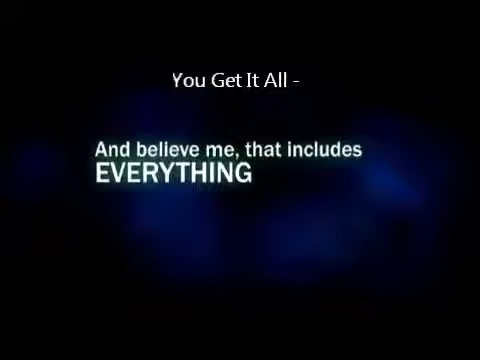 You Get It All -
And believe me, that includes
EVERYTHING